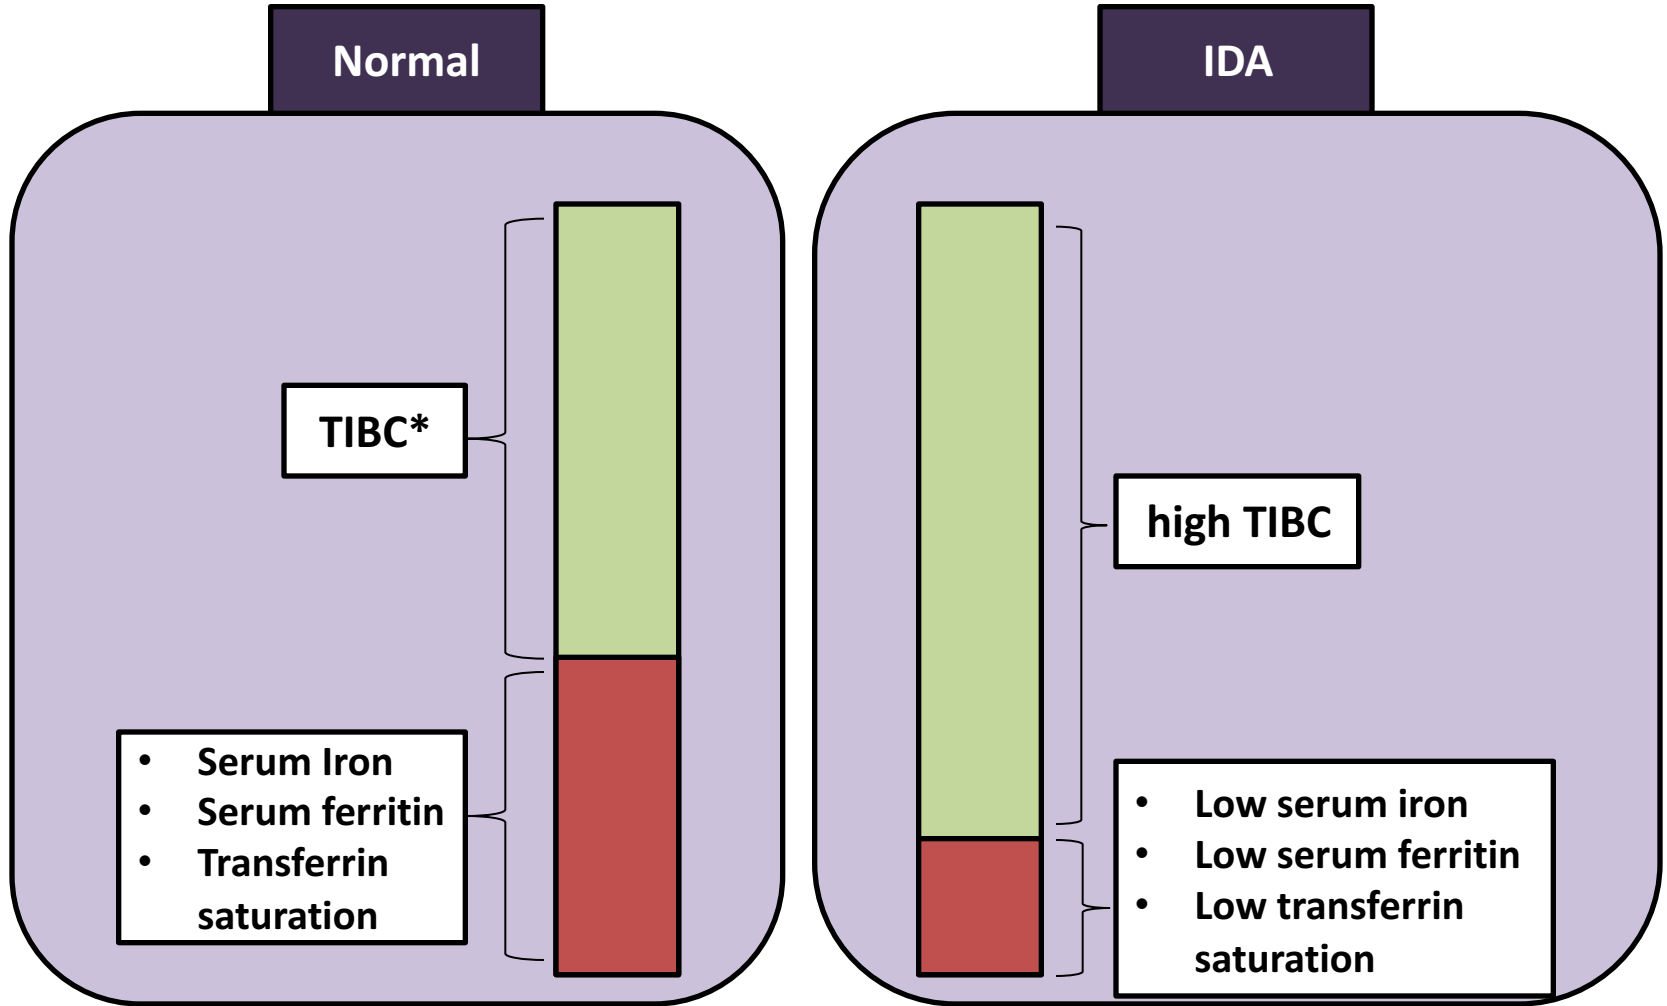 Normal
TIBC*
• Serum Iron
• Serum ferritin
• Transferrin
saturation
IDA
high TIBC
• Low serum iron
• Low serum ferritin
• Low transferrin
saturation